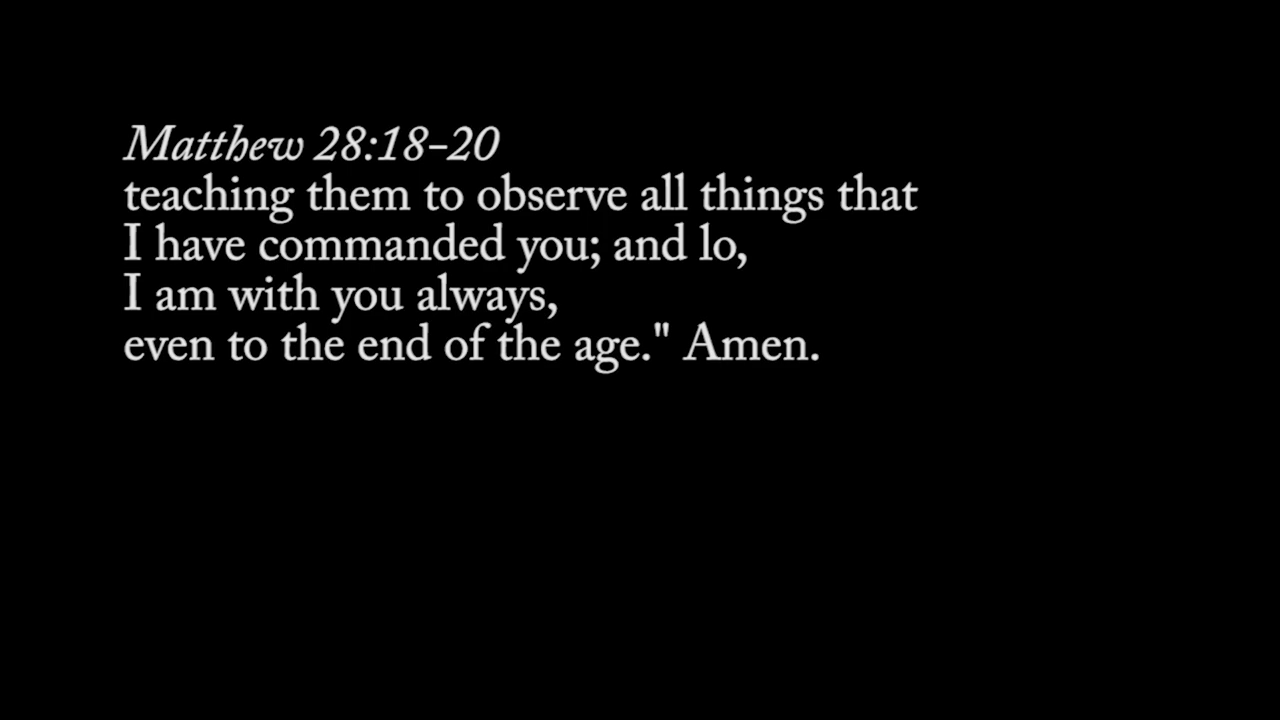 Matthew 28:18–20
teaching them to observe all things that
I have commanded you; and lo,
I am with you always,
even to the end of the age." Amen.